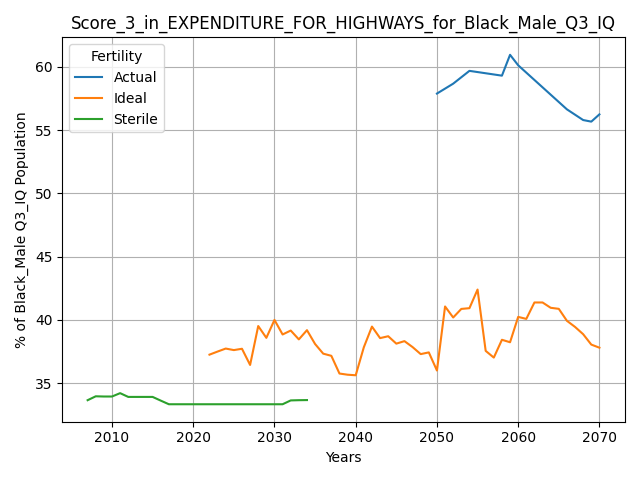 Score_3_in_EXPENDITURE_FOR_HIGHWAYS_for_Black_Male_Q3_IQ
Fertility
Actual
Ideal
Sterile
% of Black_Male Q3_IQ Population
60
55
50
45
40
35
2010
2020
2030
2040
2050
2060
2070
Years